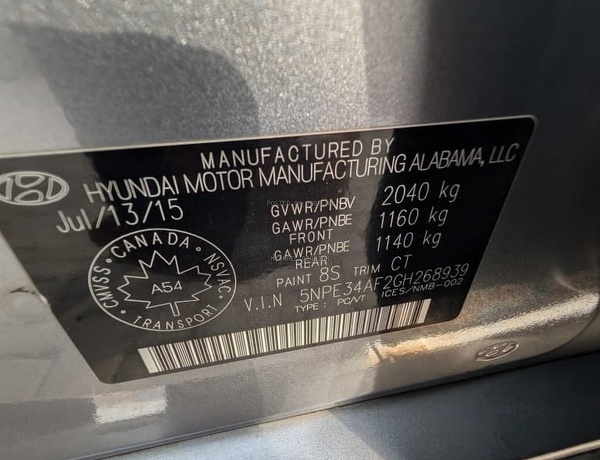 MANUFACTURED BY
HYUNDAI MOTOR MANUFACTURING ALABAMA, LLC
Jul/13/15
GVWR/PNBV 2040 kg
GAWR/PNBE FRONT 1160 kg
GAWR/PNBE REAR 1140 kg
PAINT 8S TRIM CT
V.I.N 5NPE34AF2GH268939
TYPE : PC/VT ICES/NMB-002
CANADA
CMVSS NSVAC
A54
TRANSPORT